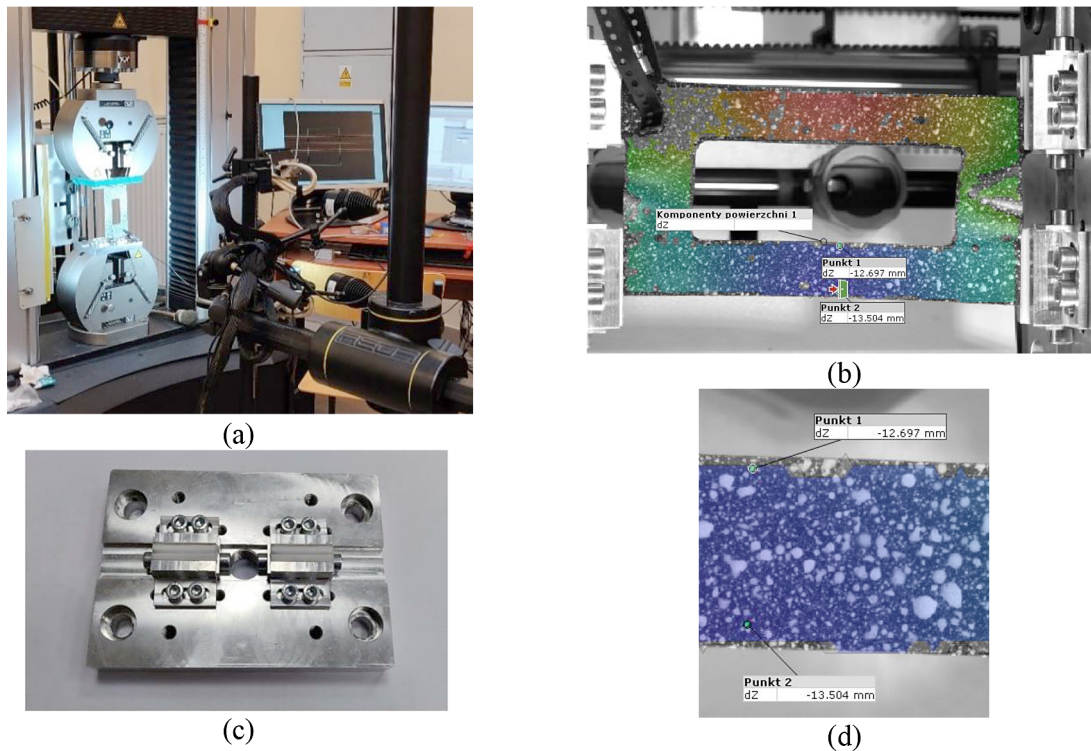 Komponenty powierzchni 1
dZ
Punkt 1
dZ -12.697 mm
Punkt 2
dZ -13.504 mm
(a)
(b)
Punkt 1
dZ -12.697 mm
Punkt 2
dZ -13.504 mm
(c)
(d)